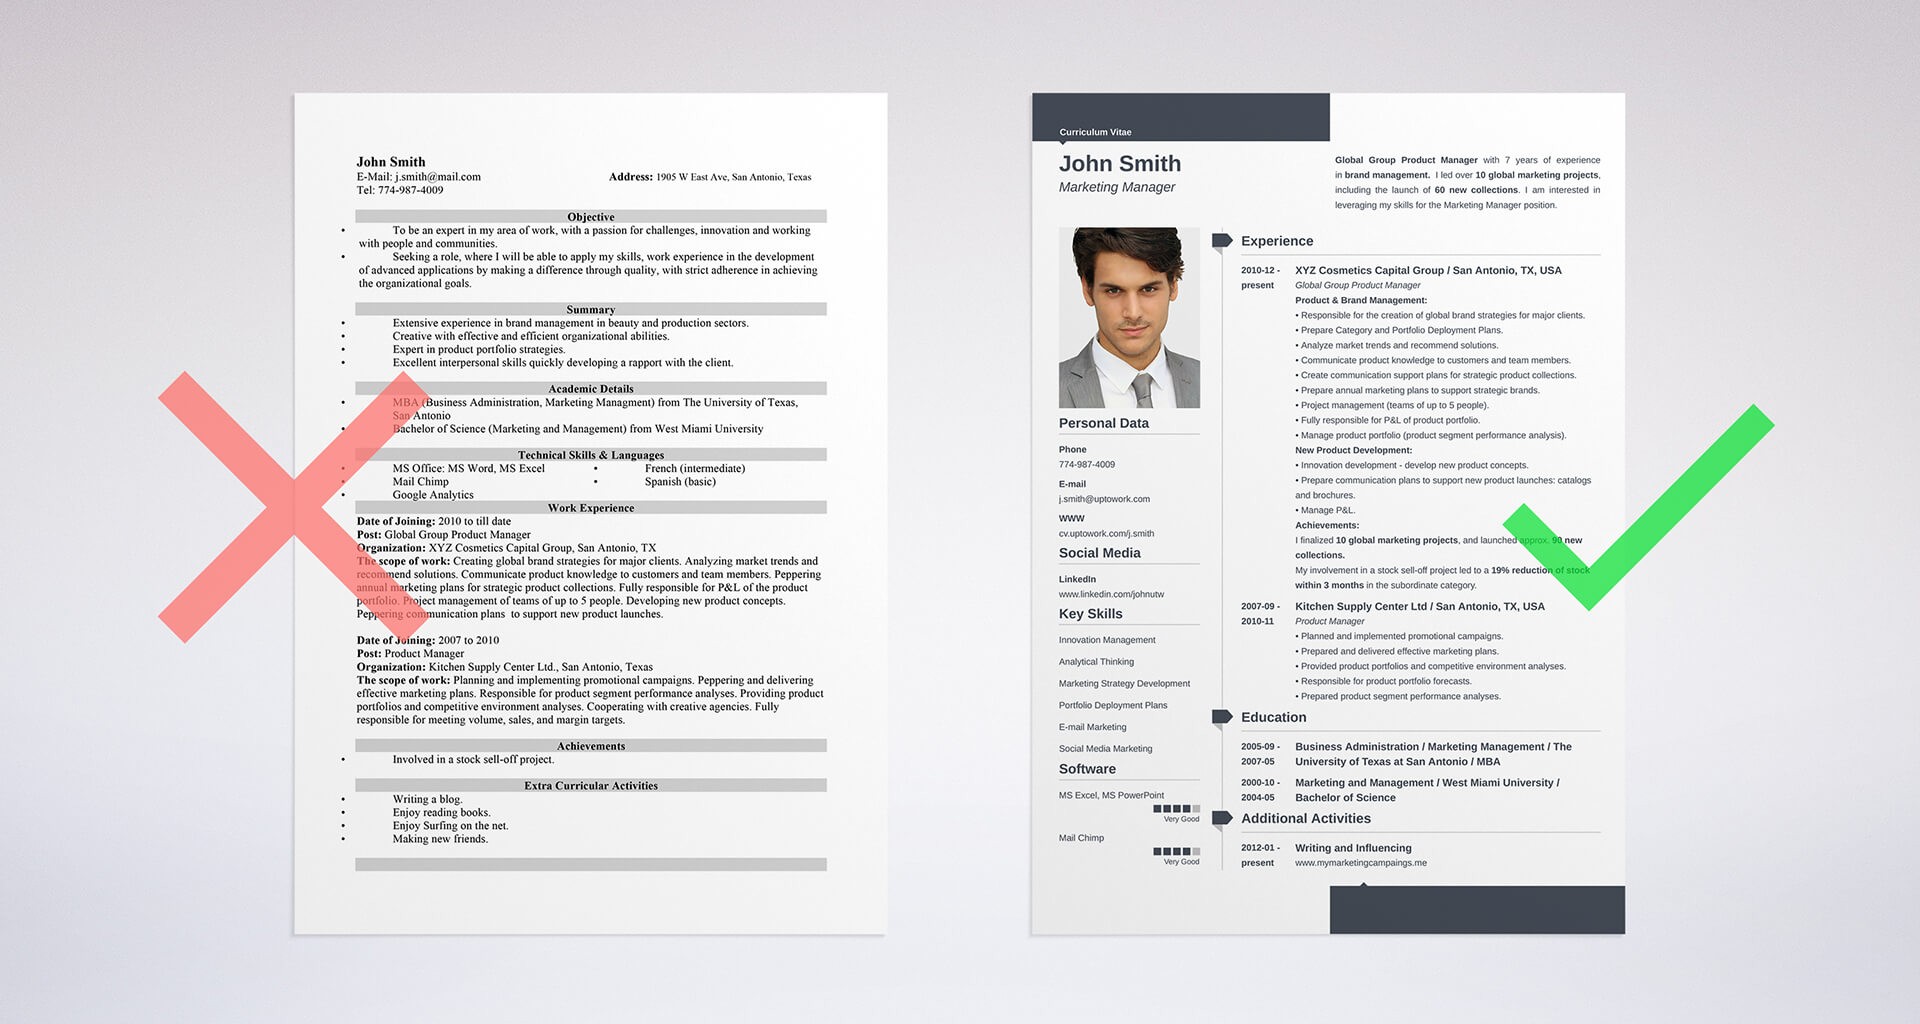 John Smith
E-Mail: j.smith@mail.com
Address: 1905 W East Ave, San Antonio, Texas
Tel: 774-987-4009
Objective
• To be an expert in my area of work, with a passion for challenges, innovation and working
with people and communities.
• Seeking a role, where I will be able to apply my skills, work experience in the development
of advanced applications by making a difference through quality, with strict adherence in achieving
the organizational goals.
Summary
• Extensive experience in brand management in beauty and production sectors.
• Creative with effective and efficient organizational abilities.
• Expert in product portfolio strategies.
• Excellent interpersonal skills quickly developing a rapport with the client.
Academic Details
• MBA (Business Administration, Marketing Managment) from The University of Texas,
San Antonio
• Bachelor of Science (Marketing and Management) from West Miami University
Technical Skills & Languages
• MS Office: MS Word, MS Excel
• Mail Chimp
• Google Analytics
• French (intermediate)
• Spanish (basic)
Work Experience
Date of Joining: 2010 to till date
Post: Global Group Product Manager
Organization: XYZ Cosmetics Capital Group, San Antonio, TX
The scope of work: Creating global brand strategies for major clients. Analyzing market trends and
recommend solutions. Communicate product knowledge to customers and team members. Peppering
annual marketing plans for strategic product collections. Fully responsible for P&L of the product
portfolio. Project management of teams of up to 5 people. Developing new product concepts.
Peppering communication plans to support new product launches.
Date of Joining: 2007 to 2010
Post: Product Manager
Organization: Kitchen Supply Center Ltd., San Antonio, Texas
The scope of work: Planning and implementing promotional campaigns. Peppering and delivering
effective marketing plans. Responsible for product segment performance analyses. Providing product
portfolios and competitive environment analyses. Cooperating with creative agencies. Fully
responsible for meeting volume, sales, and margin targets.
Achievements
• Involved in a stock sell-off project.
Extra Curricular Activities
• Writing a blog.
• Enjoy reading books.
• Enjoy Surfing on the net.
• Making new friends.
Curriculum Vitae
John Smith
Marketing Manager
Global Group Product Manager with 7 years of experience
in brand management. I led over 10 global marketing projects,
including the launch of 60 new collections. I am interested in
leveraging my skills for the Marketing Manager position.
Personal Data
Phone
774-987-4009
E-mail
j.smith@uptowork.com
WWW
cv.uptowork.com/j.smith
Social Media
LinkedIn
www.linkedin.com/johnutw
Key Skills
Innovation Management
Analytical Thinking
Marketing Strategy Development
Portfolio Deployment Plans
E-mail Marketing
Social Media Marketing
Software
MS Excel, MS PowerPoint
Very Good
Mail Chimp
Very Good
Experience
2010-12 - present
XYZ Cosmetics Capital Group / San Antonio, TX, USA
Global Group Product Manager
Product & Brand Management:
• Responsible for the creation of global brand strategies for major clients.
• Prepare Category and Portfolio Deployment Plans.
• Analyze market trends and recommend solutions.
• Communicate product knowledge to customers and team members.
• Create communication support plans for strategic product collections.
• Prepare annual marketing plans to support strategic brands.
• Project management (teams of up to 5 people).
• Fully responsible for P&L of product portfolio.
• Manage product portfolio (product segment performance analysis).
New Product Development:
• Innovation development - develop new product concepts.
• Prepare communication plans to support new product launches: catalogs
and brochures.
• Manage P&L.
Achievements:
I finalized 10 global marketing projects, and launched approx. 90 new
collections.
My involvement in a stock sell-off project led to a 19% reduction of stock
within 3 months in the subordinate category.
2007-09 - 2010-11
Kitchen Supply Center Ltd / San Antonio, TX, USA
Product Manager
• Planned and implemented promotional campaigns.
• Prepared and delivered effective marketing plans.
• Provided product portfolios and competitive environment analyses.
• Responsible for product portfolio forecasts.
• Prepared product segment performance analyses.
Education
2005-09 - 2007-05
Business Administration / Marketing Management / The
University of Texas at San Antonio / MBA
2000-10 - 2004-05
Marketing and Management / West Miami University /
Bachelor of Science
Additional Activities
2012-01 - present
Writing and Influencing
www.mymarketingcampaings.me